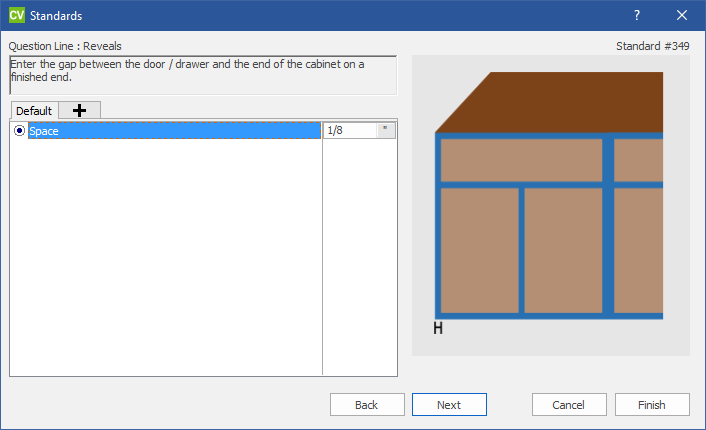 CV Standards ?
Question Line : Reveals
Standard #349
Enter the gap between the door / drawer and the end of the cabinet on a
finished end.
Default
Space 1/8 "
H
Back Next Cancel Finish